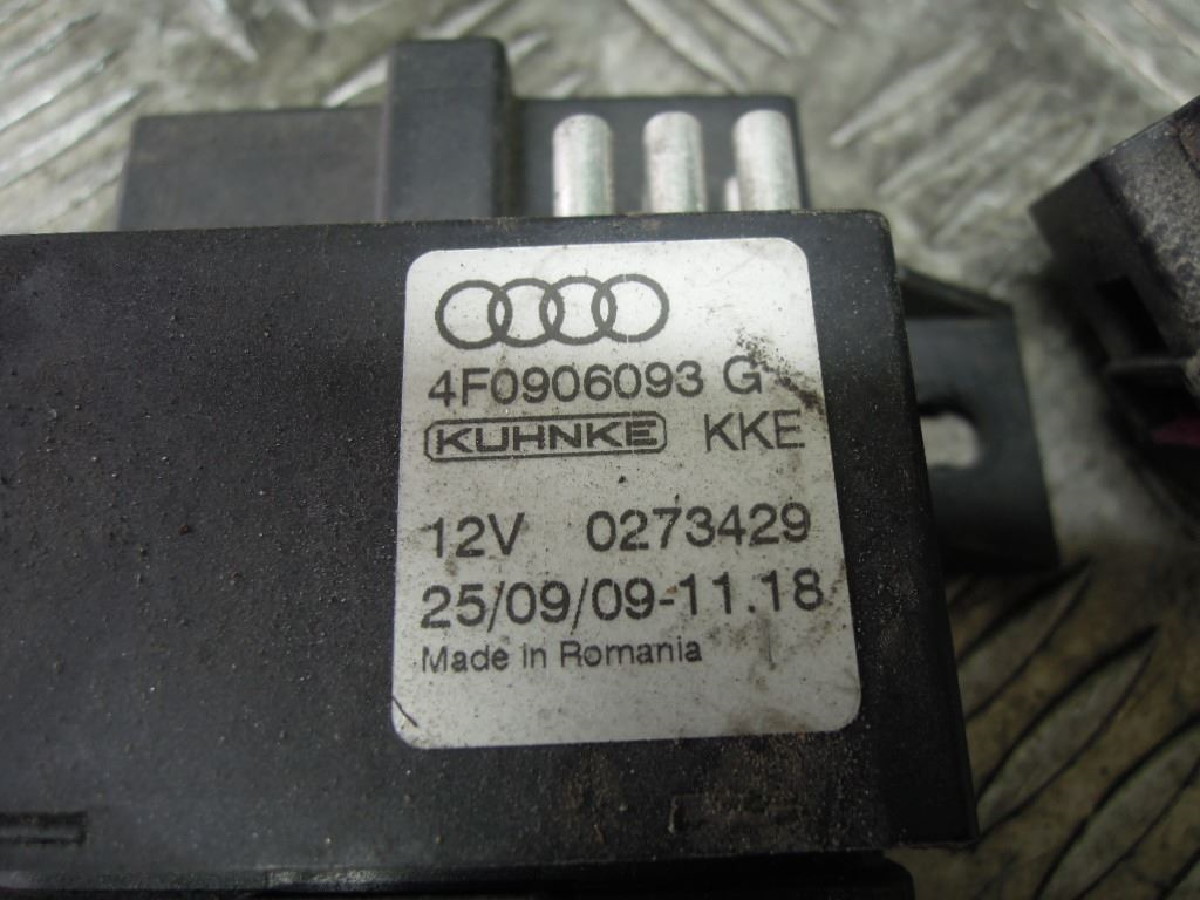 4F0906093 G
KUHNKE KKE
12V 0273429
25/09/09-11.18
Made in Romania